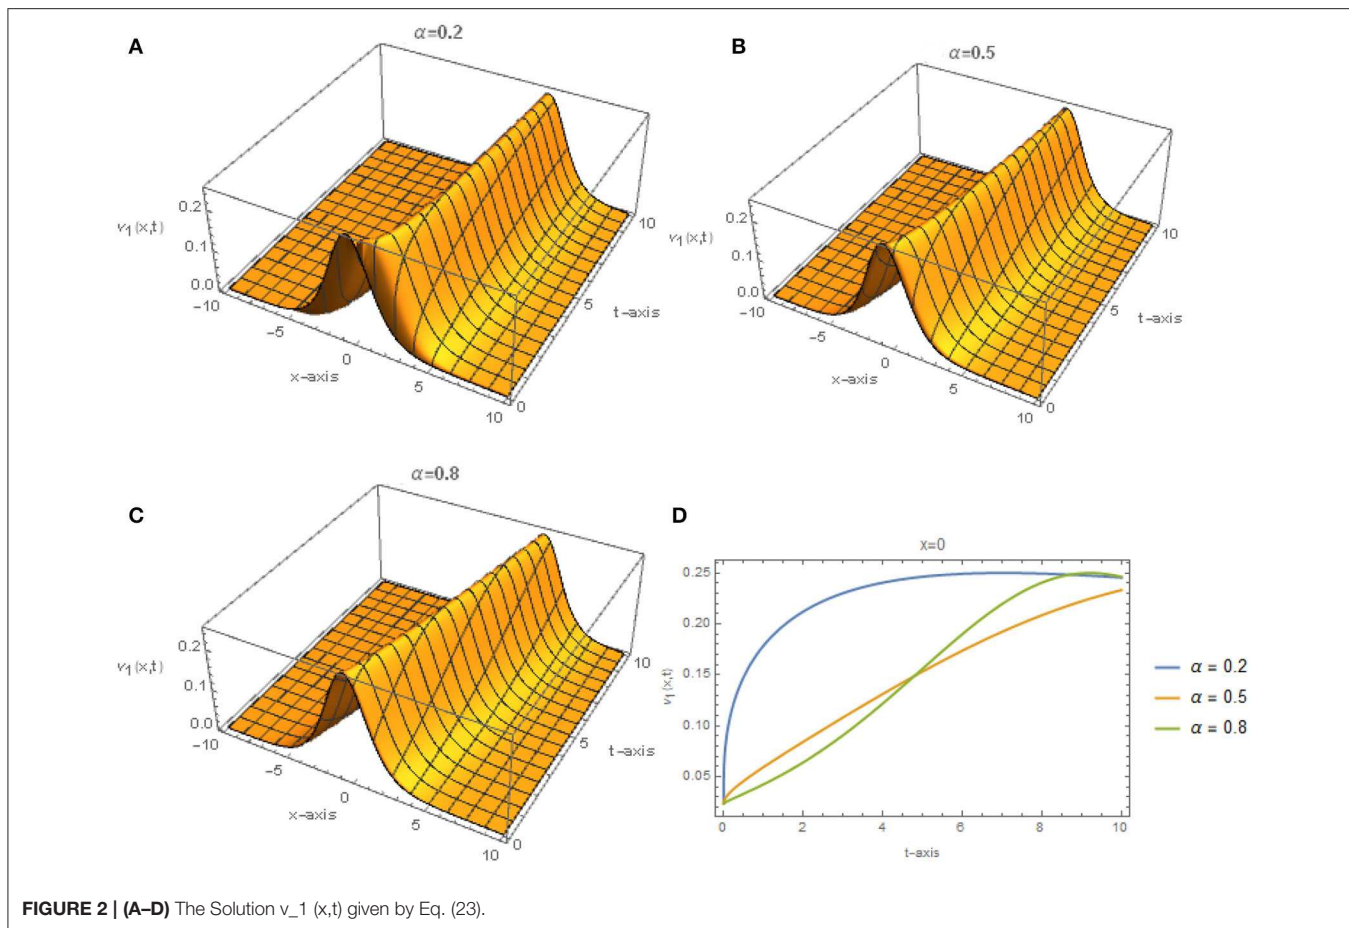 A
α=0.2
0.2
v1(x,t)
0.1
0.0
-10
-5
0
x-axis
5
10
0
5
t-axis
10
B
α=0.5
0.2
v1(x,t)
0.1
0.0
-10
-5
0
x-axis
5
10
0
5
t-axis
10
C
α=0.8
0.2
v1(x,t)
0.1
0.0
-10
-5
0
x-axis
5
10
0
5
t-axis
10
D
x=0
0.25
0.20
0.15
0.10
0.05
v1(x,t)
0 2 4 6 8 10
t-axis
α = 0.2
α = 0.5
α = 0.8
FIGURE 2 | (A–D) The Solution v_1 (x,t) given by Eq. (23).